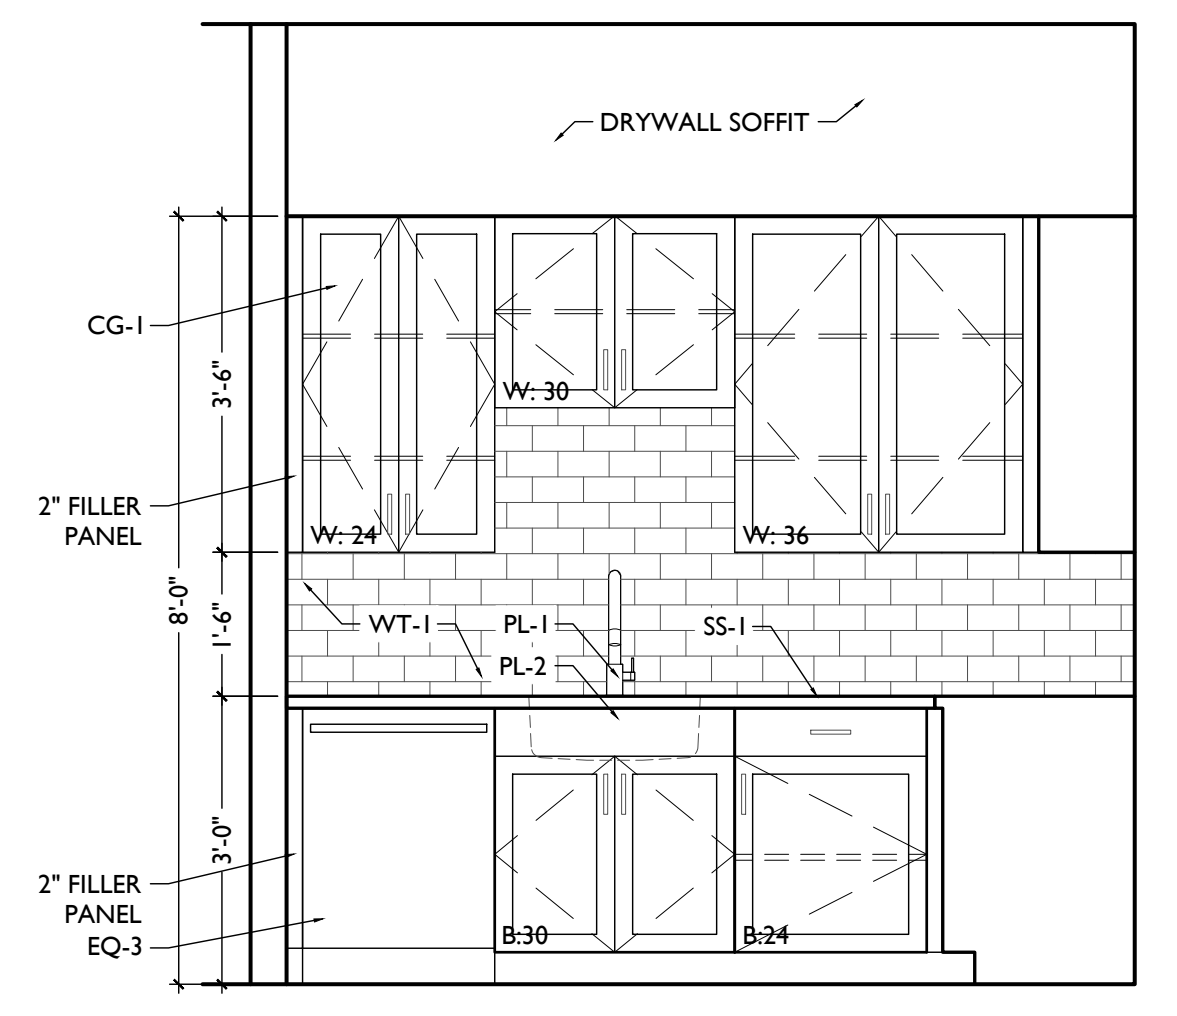 DRYWALL SOFFIT
CG-1
3'-6"
W: 30
2" FILLER
PANEL
W: 24
W: 36
8'-0"
1'-6"
WT-1
PL-1
SS-1
PL-2
3'-0"
2" FILLER
PANEL
EQ-3
B:30
B:24